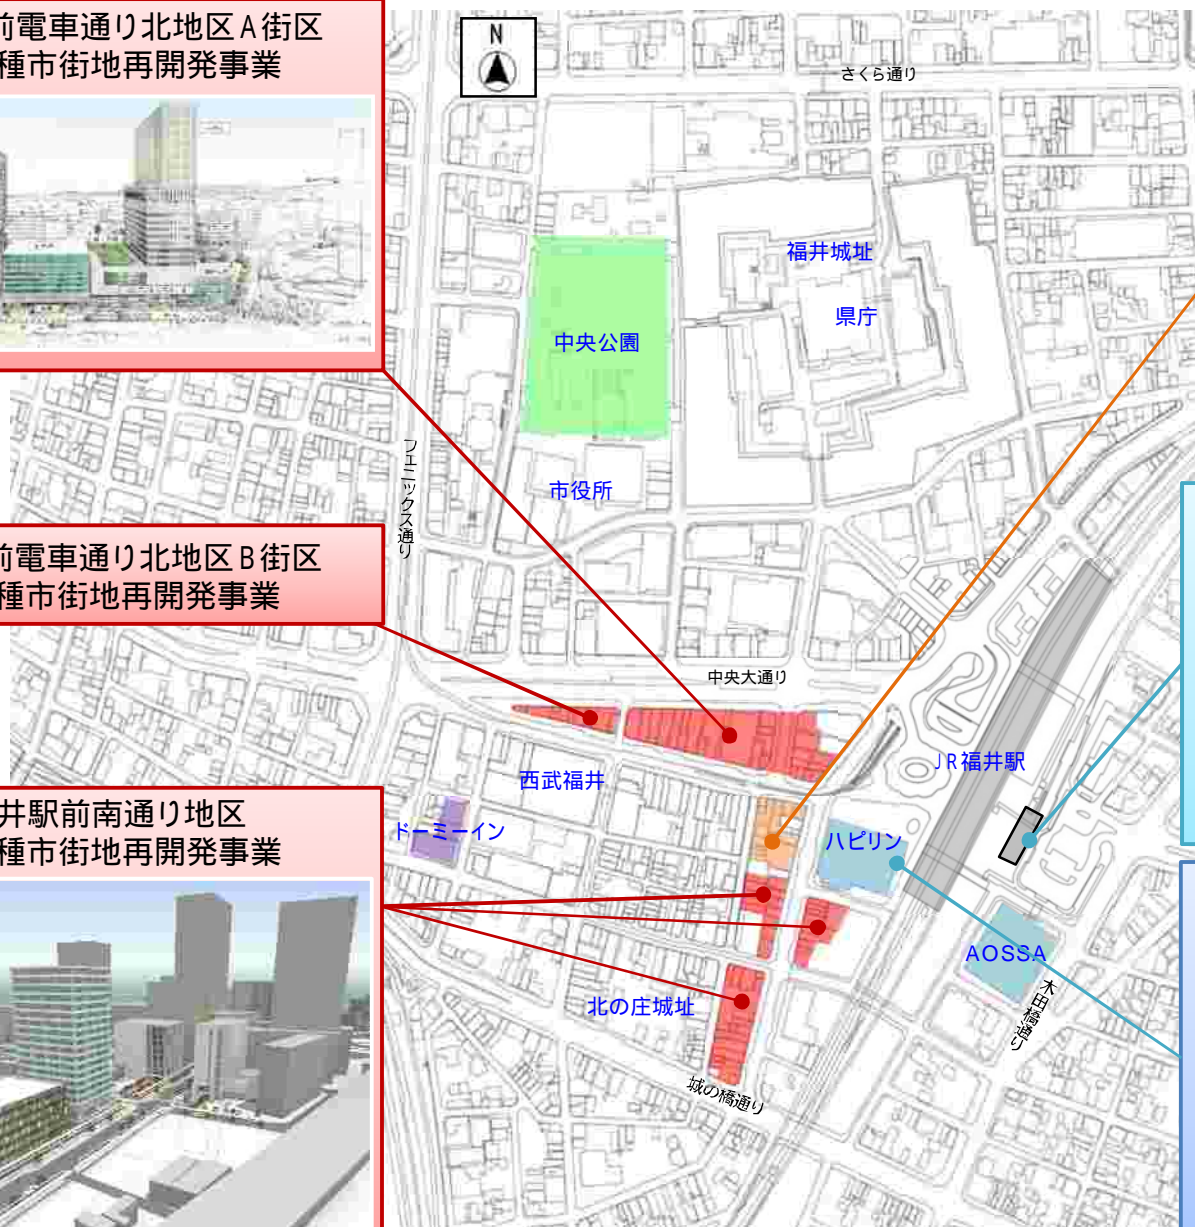 前電車通り北地区A街区
種市街地再開発事業
N
さくら通り
福井城址
県庁
中央公園
市役所
フェニックス通り
前電車通り北地区B街区
種市街地再開発事業
中央大通り
西武福井
JR福井駅
ドーミーイン
ハピリン
井駅前南通り地区
種市街地再開発事業
AOSSA
木田橋通り
北の庄城址
城の橋通り